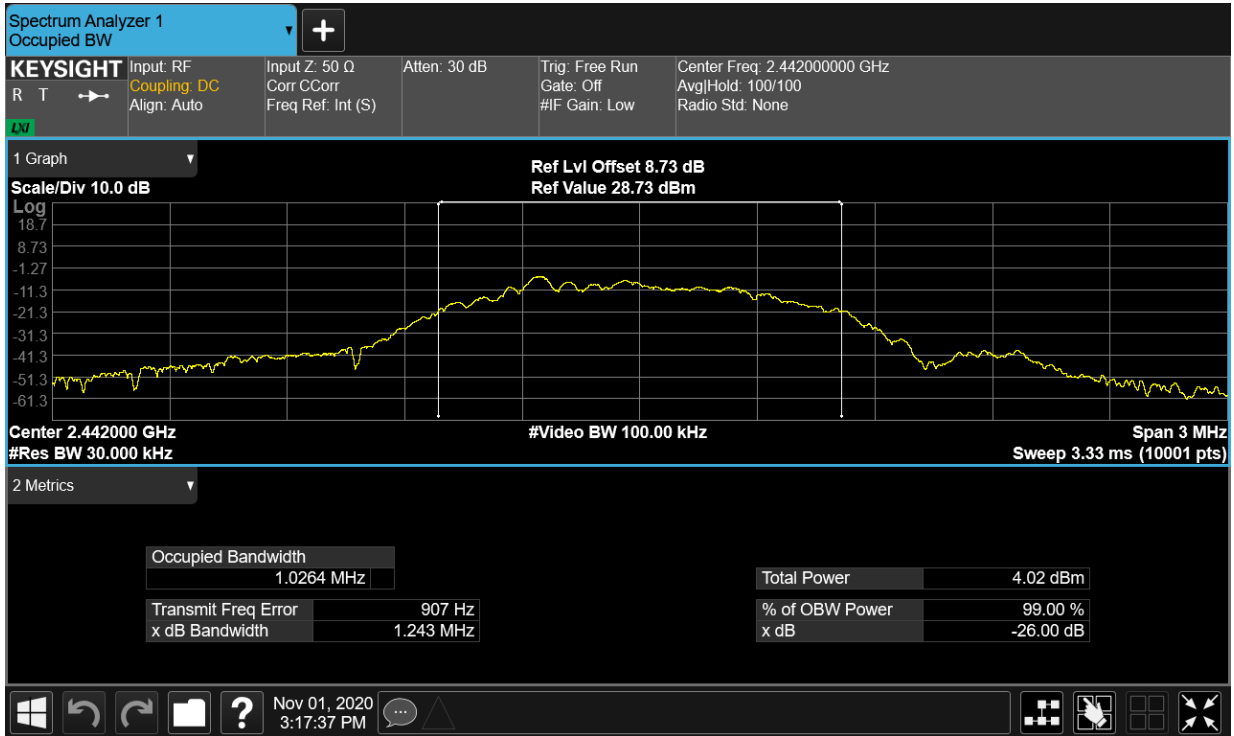 Spectrum Analyzer 1
Occupied BW
KEYSIGHT
R T
LXI
Input: RF
Coupling: DC
Align: Auto
Input Z: 50 Ω
Corr CCorr
Freq Ref: Int (S)
Atten: 30 dB
Trig: Free Run
Gate: Off
#IF Gain: Low
Center Freq: 2.442000000 GHz
Avg|Hold: 100/100
Radio Std: None
1 Graph
Scale/Div 10.0 dB
Ref Lvl Offset 8.73 dB
Ref Value 28.73 dBm
Log
18.7
8.73
-1.27
-11.3
-21.3
-31.3
-41.3
-51.3
-61.3
Center 2.442000 GHz
#Res BW 30.000 kHz
#Video BW 100.00 kHz
Span 3 MHz
Sweep 3.33 ms (10001 pts)
2 Metrics
Occupied Bandwidth
1.0264 MHz
Transmit Freq Error 907 Hz
x dB Bandwidth 1.243 MHz
Total Power 4.02 dBm
% of OBW Power 99.00 %
x dB -26.00 dB
?
Nov 01, 2020
3:17:37 PM